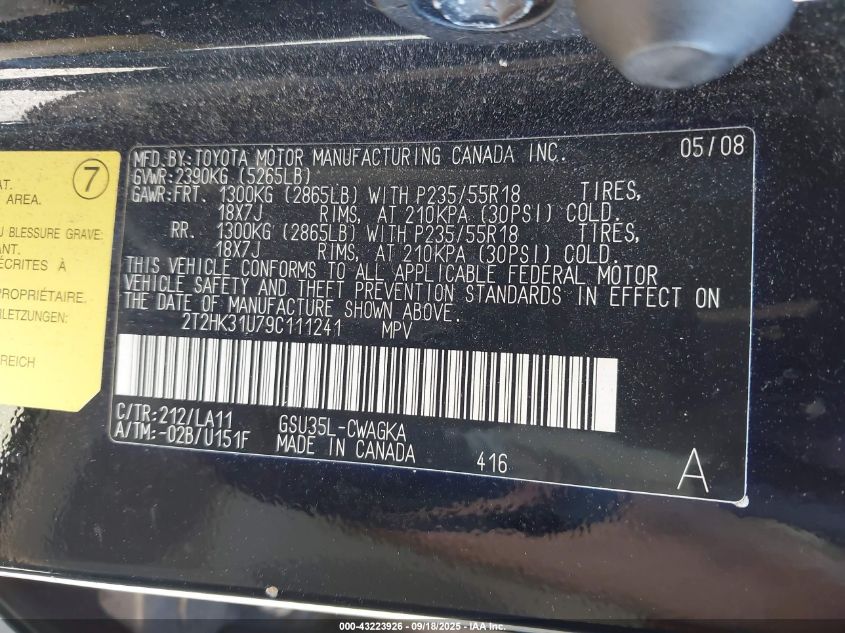 7
AT.
AREA.
U BLESSURE GRAVE:
ANT.
ÉCRITES À
PROPRIÉTAIRE.
ERLETZUNGEN:
BEREICH
MFD.BY:TOYOTA MOTOR MANUFACTURING CANADA INC. 05/08
GVWR:2390KG (5265LB)
GAWR:FRT. 1300KG (2865LB) WITH P235/55R18 TIRES,
18X7J RIMS, AT 210KPA (30PSI) COLD.
RR. 1300KG (2865LB) WITH P235/55R18 TIRES,
18X7J RIMS, AT 210KPA (30PSI) COLD.
THIS VEHICLE CONFORMS TO ALL APPLICABLE FEDERAL MOTOR
VEHICLE SAFETY AND THEFT PREVENTION STANDARDS IN EFFECT ON
THE DATE OF MANUFACTURE SHOWN ABOVE.
2T2HK31U79C111241 MPV
C/TR:212/LA11 GSU35L-CWAGKA
A/TM:-02B/U151F MADE IN CANADA 416 A
000-43223926 - 09/18/2025 - IAA Inc.